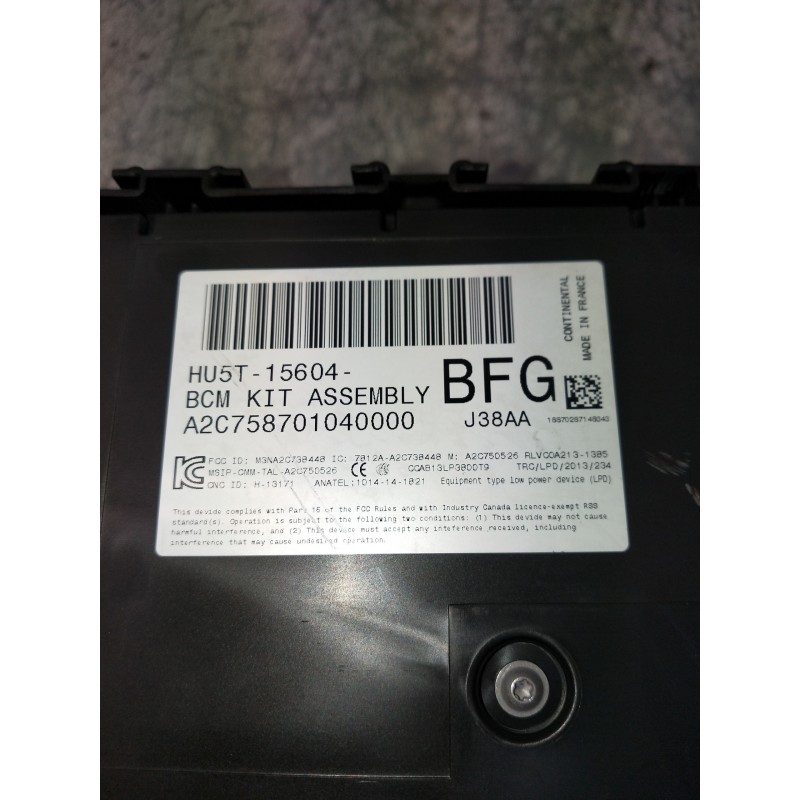 CONTINENTAL
MADE IN FRANCE
HU5T-15604-
BCM KIT ASSEMBLY
BFG
A2C758701040000
J38AA
FCC ID: M3NA2C738448 IC: 7812A-A2C738448 M: A2C750526 RLVCOA213-1305
MSIP-CMM-TAL-A2C750526 CE CCAB13LP3800T9 TRC/LPD/2013/234
CNC ID: H-13171 ANATEL:1014-14-1021 Equipment type low power device (LPD)
This device complies with Part 15 of the FCC Rules and with Industry Canada licence-exempt RSS
standard(s). Operation is subject to the following two conditions: (1) This device may not cause
harmful interference, and (2) This device must accept any interference received, including
interference that may cause undesired operation.